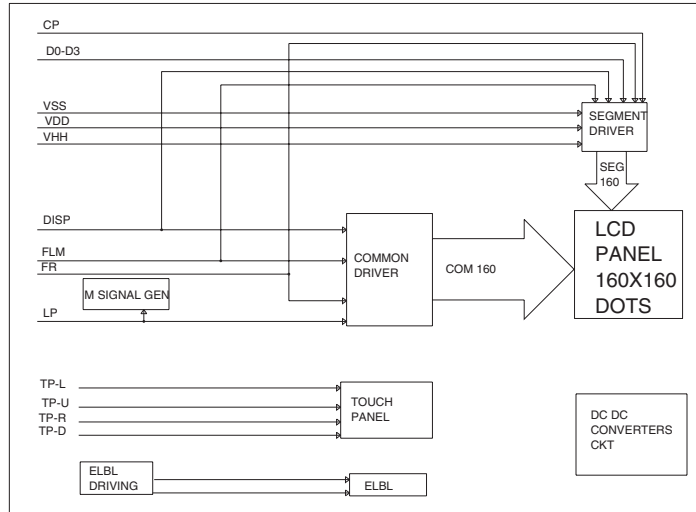 CP
D0-D3
VSS
VDD
VHH
SEGMENT
DRIVER
SEG
160
DISP
FLM
FR
LP
M SIGNAL GEN
COMMON
DRIVER
COM 160
LCD
PANEL
160X160
DOTS
TP-L
TP-U
TP-R
TP-D
TOUCH
PANEL
DC DC
CONVERTERS
CKT
ELBL
DRIVING
ELBL